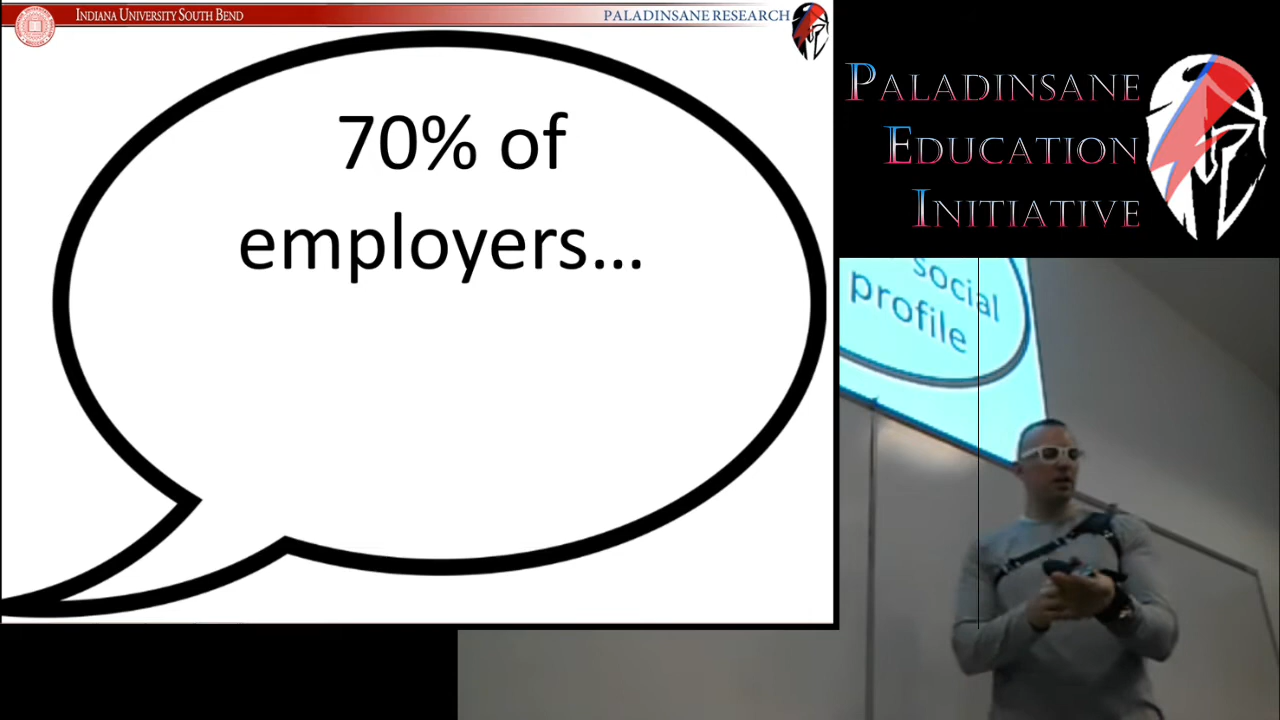 INDIANA UNIVERSITY SOUTH BEND
PALADINSANE RESEARCH
70% of
employers...
PALADINSANE
EDUCATION
INITIATIVE
social
profile